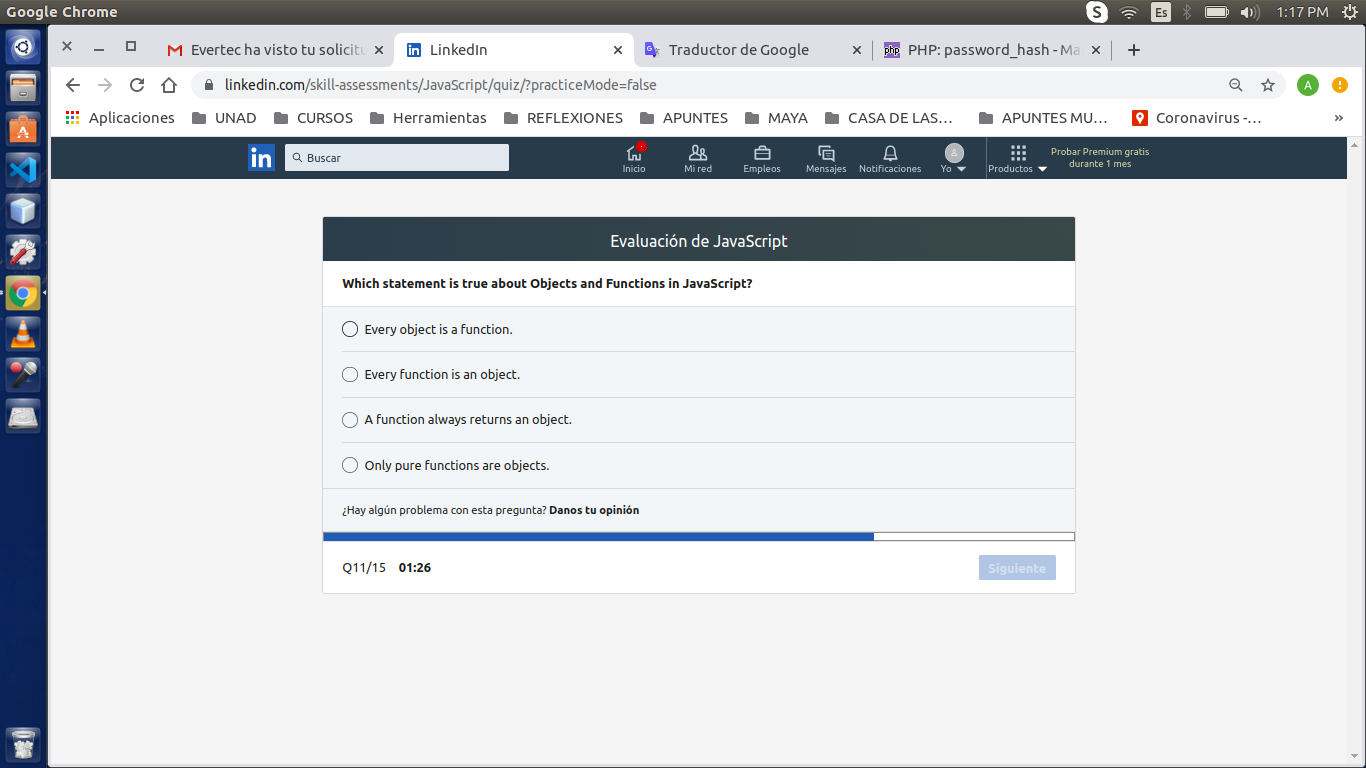 Google Chrome
S
Es
1:17 PM
Evertec ha visto tu solicitu
LinkedIn
Traductor de Google
php
PHP: password_hash - Ma
linkedin.com/skill-assessments/JavaScript/quiz/?practiceMode=false
A
Aplicaciones
UNAD
CURSOS
Herramientas
REFLEXIONES
APUNTES
MAYA
CASA DE LAS…
APUNTES MU…
Coronavirus -…
»
in
Buscar
Inicio
Mi red
Empleos
Mensajes
Notificaciones
Yo
Productos
Probar Premium gratis
durante 1 mes
Evaluación de JavaScript
Which statement is true about Objects and Functions in JavaScript?
Every object is a function.
Every function is an object.
A function always returns an object.
Only pure functions are objects.
¿Hay algún problema con esta pregunta? Danos tu opinión
Q11/15 01:26
Siguiente